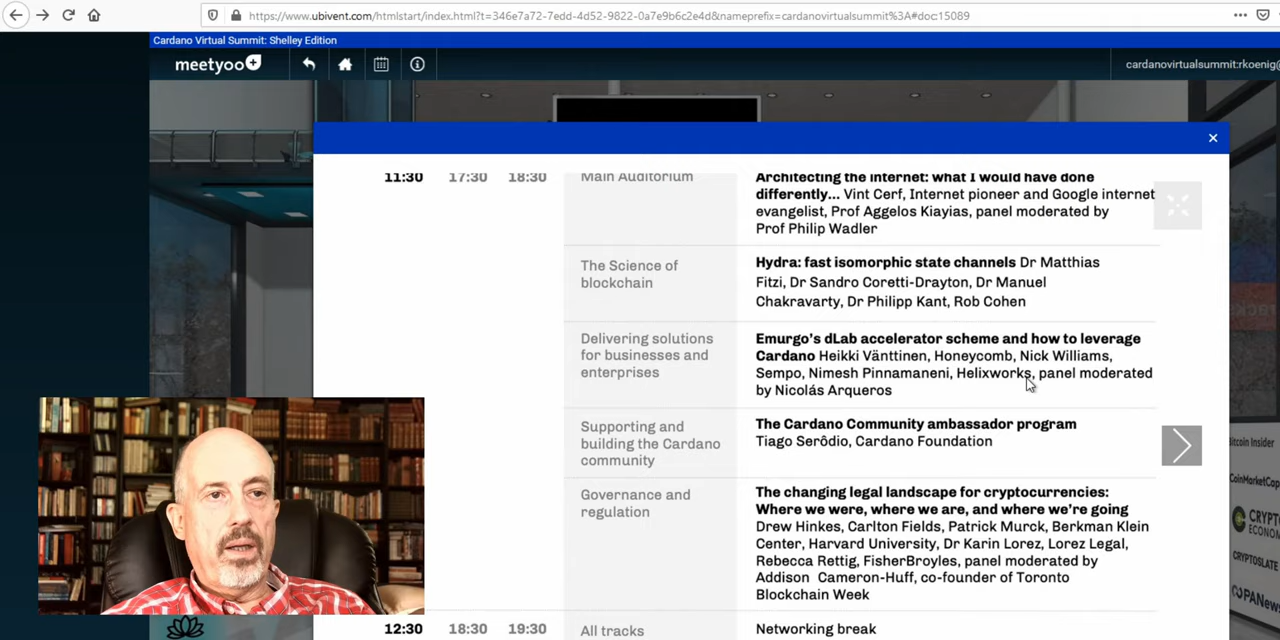 https://www.ubivent.com/htmlstart/index.html?t=346e7a72-7edd-4d52-9822-0a7e9b6c2e4d&nameprefix=cardanovirtualsummit%3A#doc:15089
Cardano Virtual Summit: Shelley Edition
meetyoo
cardanovirtualsummit:rkoenig@
11:30 17:30 18:30
Main Auditorium
Architecting the internet: what I would have done
differently... Vint Cerf, Internet pioneer and Google internet
evangelist, Prof Aggelos Kiayias, panel moderated by
Prof Philip Wadler
The Science of
blockchain
Hydra: fast isomorphic state channels Dr Matthias
Fitzi, Dr Sandro Coretti-Drayton, Dr Manuel
Chakravarty, Dr Philipp Kant, Rob Cohen
Delivering solutions
for businesses and
enterprises
Emurgo's dLab accelerator scheme and how to leverage
Cardano Heikki Vänttinen, Honeycomb, Nick Williams,
Sempo, Nimesh Pinnamaneni, Helixworks, panel moderated
by Nicolás Arqueros
Supporting and
building the Cardano
community
The Cardano Community ambassador program
Tiago Serôdio, Cardano Foundation
Governance and
regulation
The changing legal landscape for cryptocurrencies:
Where we were, where we are, and where we're going
Drew Hinkes, Carlton Fields, Patrick Murck, Berkman Klein
Center, Harvard University, Dr Karin Lorez, Lorez Legal,
Rebecca Rettig, FisherBroyles, panel moderated by
Addison Cameron-Huff, co-founder of Toronto
Blockchain Week
12:30 18:30 19:30
All tracks
Networking break
itcoin Insider
CoinMarketCap
CRYPT
ECONOM
CRYPTOSLATE
PANew